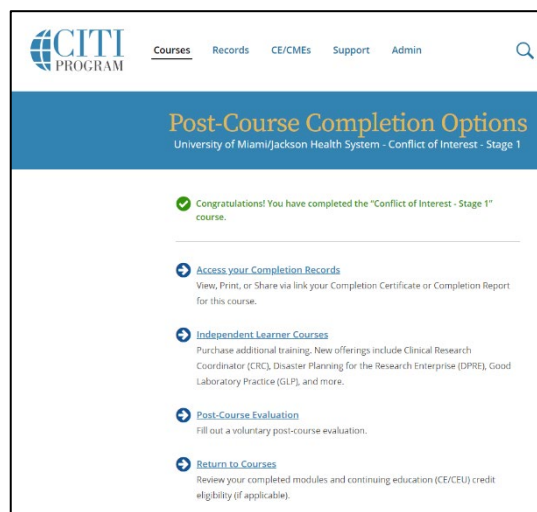 CITI
PROGRAM
Courses Records CE/CMEs Support Admin
Post-Course Completion Options
University of Miami/Jackson Health System - Conflict of Interest - Stage 1
Congratulations! You have completed the "Conflict of Interest - Stage 1"
course.
Access your Completion Records
View, Print, or Share via link your Completion Certificate or Completion Report
for this course.
Independent Learner Courses
Purchase additional training. New offerings include Clinical Research
Coordinator (CRC), Disaster Planning for the Research Enterprise (DPRE), Good
Laboratory Practice (GLP), and more.
Post-Course Evaluation
Fill out a voluntary post-course evaluation.
Return to Courses
Review your completed modules and continuing education (CE/CEU) credit
eligibility (if applicable).